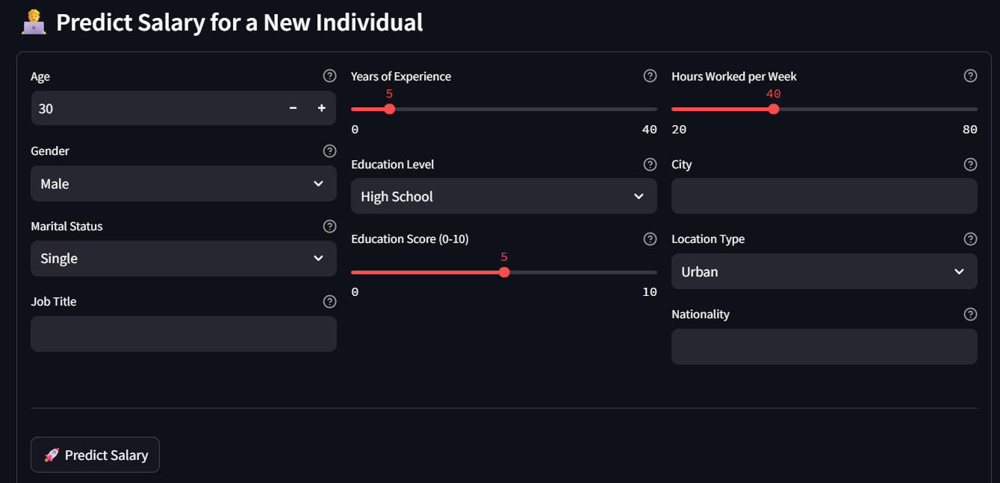 Predict Salary for a New Individual
Age
30
Gender
Male
Marital Status
Single
Job Title
Years of Experience
5
0 40
Education Level
High School
Education Score (0-10)
5
0 10
Hours Worked per Week
40
20 80
City
Location Type
Urban
Nationality
Predict Salary